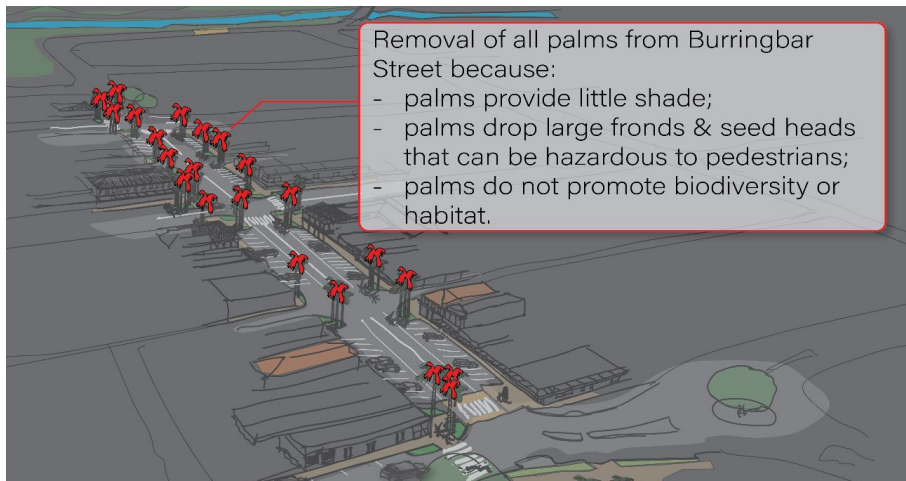 Removal of all palms from Burringbar
Street because:
- palms provide little shade;
- palms drop large fronds & seed heads
that can be hazardous to pedestrians;
- palms do not promote biodiversity or
habitat.